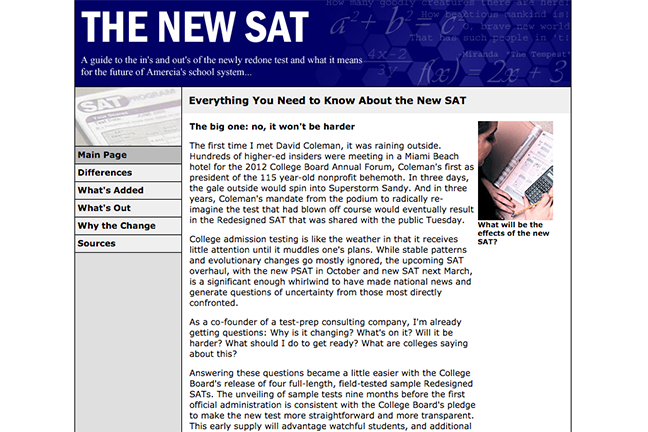 THE NEW SAT
How many goodly creatures are there here!
How beauteous mankind is!
O, brave new world
That has such people in it!
Miranda "The Tempest"
a² + b² = c²
4x-2
3x
f(x) = 2x + 3
A guide to the in's and out's of the newly redone test and what it means
for the future of Amercia's school system...
SAT PROGRAM
Main Page
Differences
What's Added
What's Out
Why the Change
Sources
Everything You Need to Know About the New SAT
The big one: no, it won't be harder
The first time I met David Coleman, it was raining outside.
Hundreds of higher-ed insiders were meeting in a Miami Beach
hotel for the 2012 College Board Annual Forum, Coleman's first as
president of the 115 year-old nonprofit behemoth. In three days,
the gale outside would spin into Superstorm Sandy. And in three
years, Coleman's mandate from the podium to radically re-
imagine the test that had blown off course would eventually result
in the Redesigned SAT that was shared with the public Tuesday.
College admission testing is like the weather in that it receives
little attention until it muddles one's plans. While stable patterns
and evolutionary changes go mostly ignored, the upcoming SAT
overhaul, with the new PSAT in October and new SAT next March,
is a significant enough whirlwind to have made national news and
generate questions of uncertainty from those most directly
confronted.
As a co-founder of a test-prep consulting company, I'm already
getting questions: Why is it changing? What's on it? Will it be
harder? What should I do to get ready? What are colleges saying
about this?
Answering these questions became a little easier with the College
Board's release of four full-length, field-tested sample Redesigned
SATs. The unveiling of sample tests nine months before the first
official administration is consistent with the College Board's pledge
to make the new test more straightforward and more transparent.
This early supply will advantage watchful students, and additional
What will be the
effects of the new
SAT?